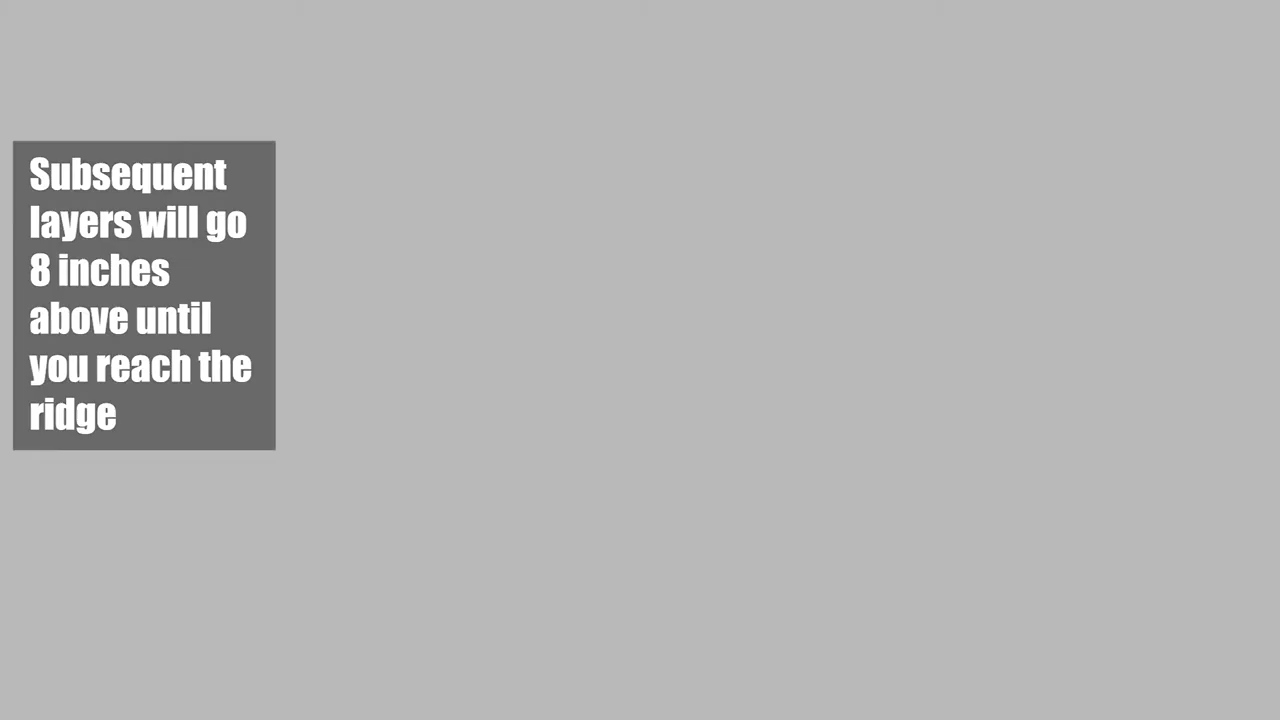 Subsequent
layers will go
8 inches
above until
you reach the
ridge